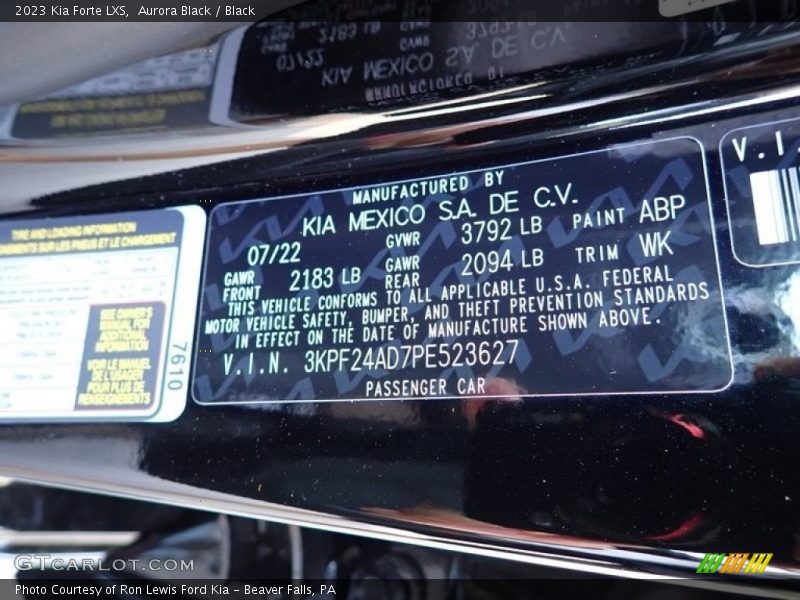 2023 Kia Forte LXS,  Aurora Black / Black
MANUFACTURED BY
KIA MEXICO S.A. DE C.V.
07/22 GVWR 3792 LB PAINT ABP
GAWR FRONT 2183 LB GAWR REAR 2094 LB TRIM WK
THIS VEHICLE CONFORMS TO ALL APPLICABLE U.S.A. FEDERAL
MOTOR VEHICLE SAFETY, BUMPER, AND THEFT PREVENTION STANDARDS
IN EFFECT ON THE DATE OF MANUFACTURE SHOWN ABOVE.
V.I.N. 3KPF24AD7PE523627
PASSENGER CAR
V.I.
TIRE AND LOADING INFORMATION
SEE OWNER'S
MANUAL FOR
ADDITIONAL
INFORMATION
VOIR LE MANUEL
DE L'USAGER
POUR PLUS DE
RENSEIGNEMENTS
7610
GTCARLOT.COM
Photo Courtesy of Ron Lewis Ford Kia – Beaver Falls, PA